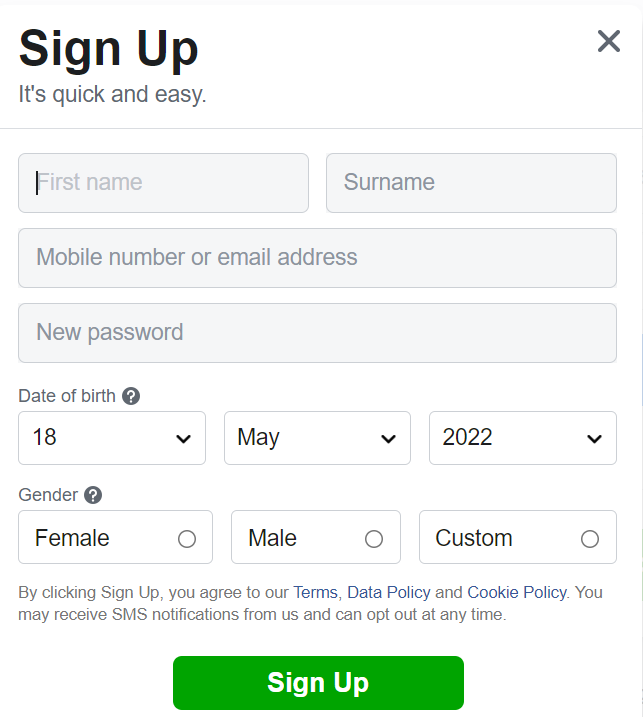 Sign Up
It's quick and easy.
First name Surname
Mobile number or email address
New password
Date of birth ?
18 May 2022
Gender ?
Female Male Custom
By clicking Sign Up, you agree to our Terms, Data Policy and Cookie Policy. You
may receive SMS notifications from us and can opt out at any time.
Sign Up